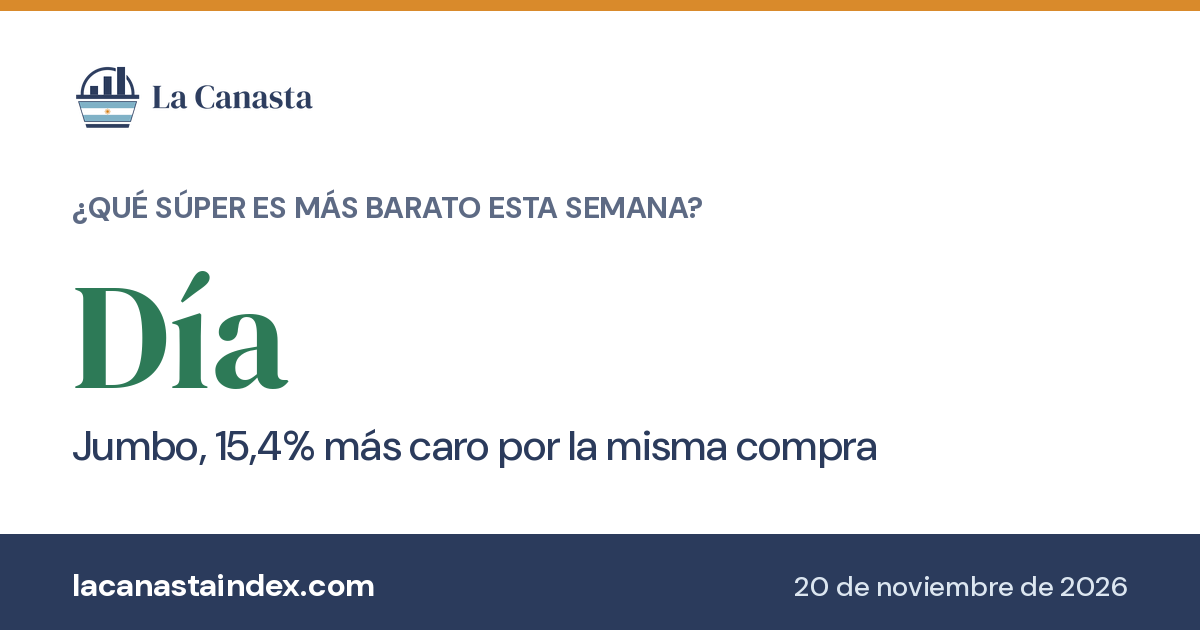 La Canasta
¿QUÉ SÚPER ES MÁS BARATO ESTA SEMANA?
Día
Jumbo, 15,4% más caro por la misma compra
lacanastaindex.com
20 de noviembre de 2026